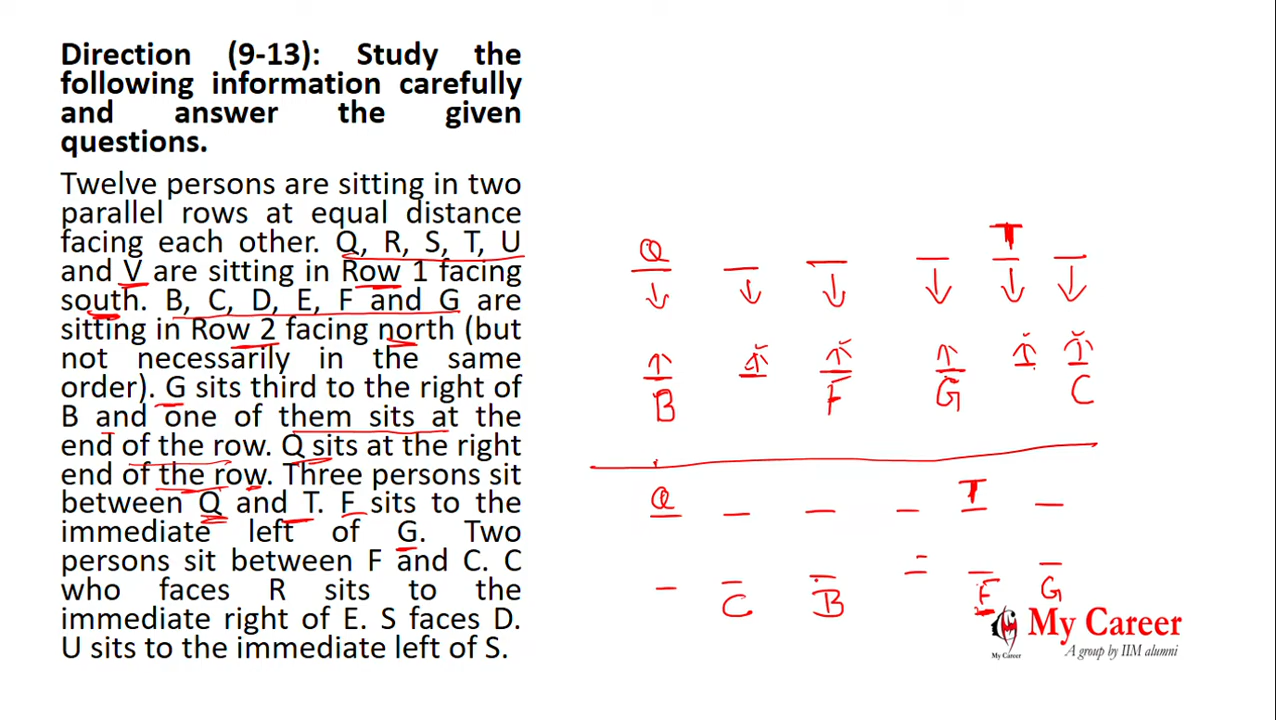 Direction (9-13): Study the
following information carefully
and answer the given
questions.
Twelve persons are sitting in two
parallel rows at equal distance
facing each other. Q, R, S, T, U
and V are sitting in Row 1 facing
south. B, C, D, E, F and G are
sitting in Row 2 facing north (but
not necessarily in the same
order). G sits third to the right of
B and one of them sits at the
end of the row. Q sits at the right
end of the row. Three persons sit
between Q and T. F sits to the
immediate left of G. Two
persons sit between F and C. C
who faces R sits to the
immediate right of E. S faces D.
U sits to the immediate left of S.
Q T
B F G C
Q T
C B F G
My Career
A group by IIM alumni
My Career